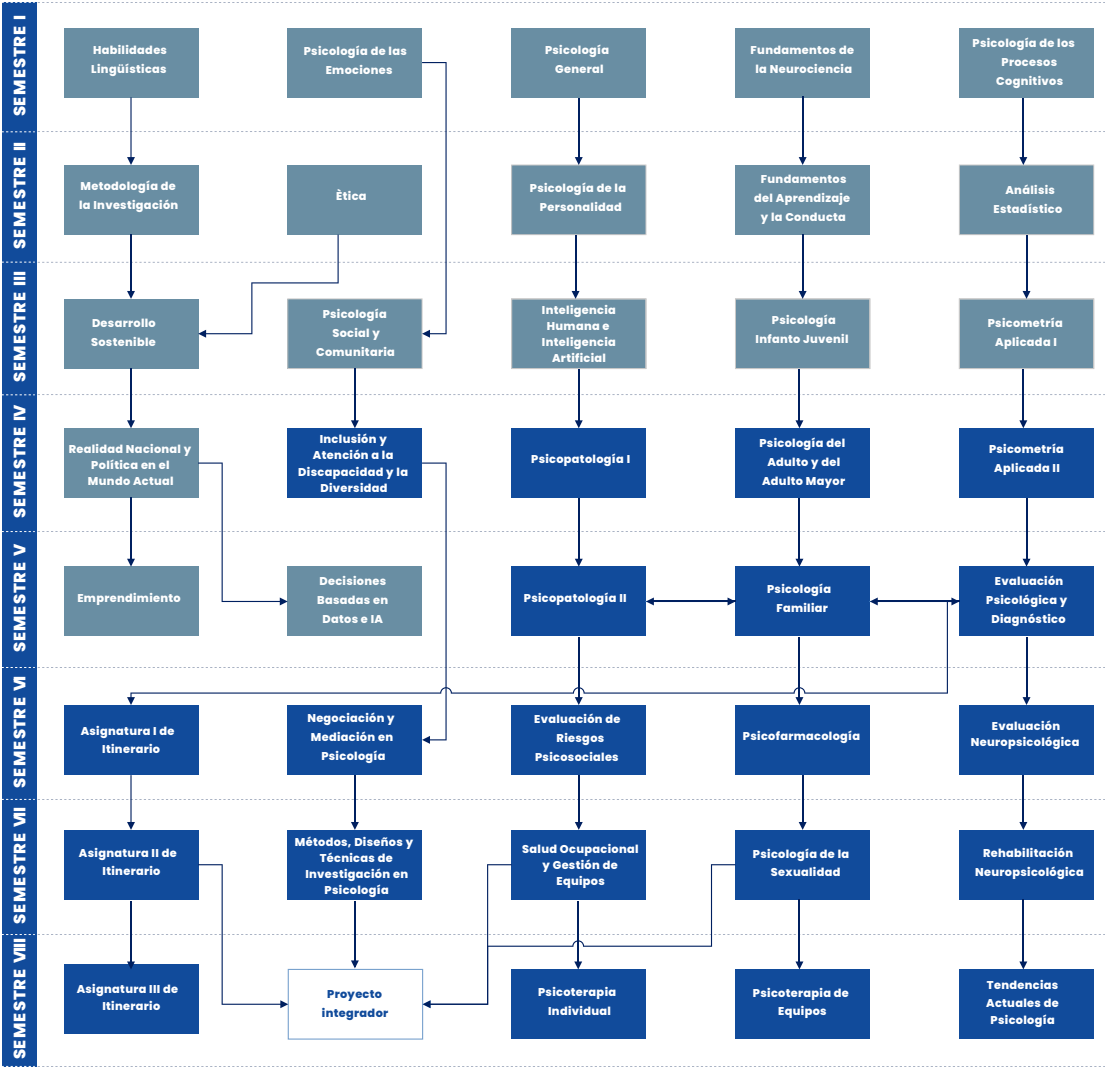 SEMESTRE I
Habilidades
Lingüísticas
Psicología de las
Emociones
Psicología
General
Fundamentos de
la Neurociencia
Psicología de los
Procesos
Cognitivos
SEMESTRE II
Metodología de
la Investigación
Ètica
Psicología de la
Personalidad
Fundamentos
del Aprendizaje
y la Conducta
Análisis
Estadístico
SEMESTRE III
Desarrollo
Sostenible
Psicología
Social y
Comunitaria
Inteligencia
Humana e
Inteligencia
Artificial
Psicología
Infanto Juvenil
Psicometría
Aplicada I
SEMESTRE IV
Realidad Nacional y
Política en el
Mundo Actual
Inclusión y
Atención a la
Discapacidad y la
Diversidad
Psicopatología I
Psicología del
Adulto y del
Adulto Mayor
Psicometría
Aplicada II
SEMESTRE V
Emprendimiento
Decisiones
Basadas en
Datos e IA
Psicopatología II
Psicología
Familiar
Evaluación
Psicológica y
Diagnóstico
SEMESTRE VI
Asignatura I de
Itinerario
Negociación y
Mediación en
Psicología
Evaluación de
Riesgos
Psicosociales
Psicofarmacología
Evaluación
Neuropsicológica
SEMESTRE VII
Asignatura II de
Itinerario
Métodos, Diseños y
Técnicas de
Investigación en
Psicología
Salud Ocupacional
y Gestión de
Equipos
Psicología de la
Sexualidad
Rehabilitación
Neuropsicológica
SEMESTRE VIII
Asignatura III de
Itinerario
Proyecto
integrador
Psicoterapia
Individual
Psicoterapia de
Equipos
Tendencias
Actuales de
Psicología